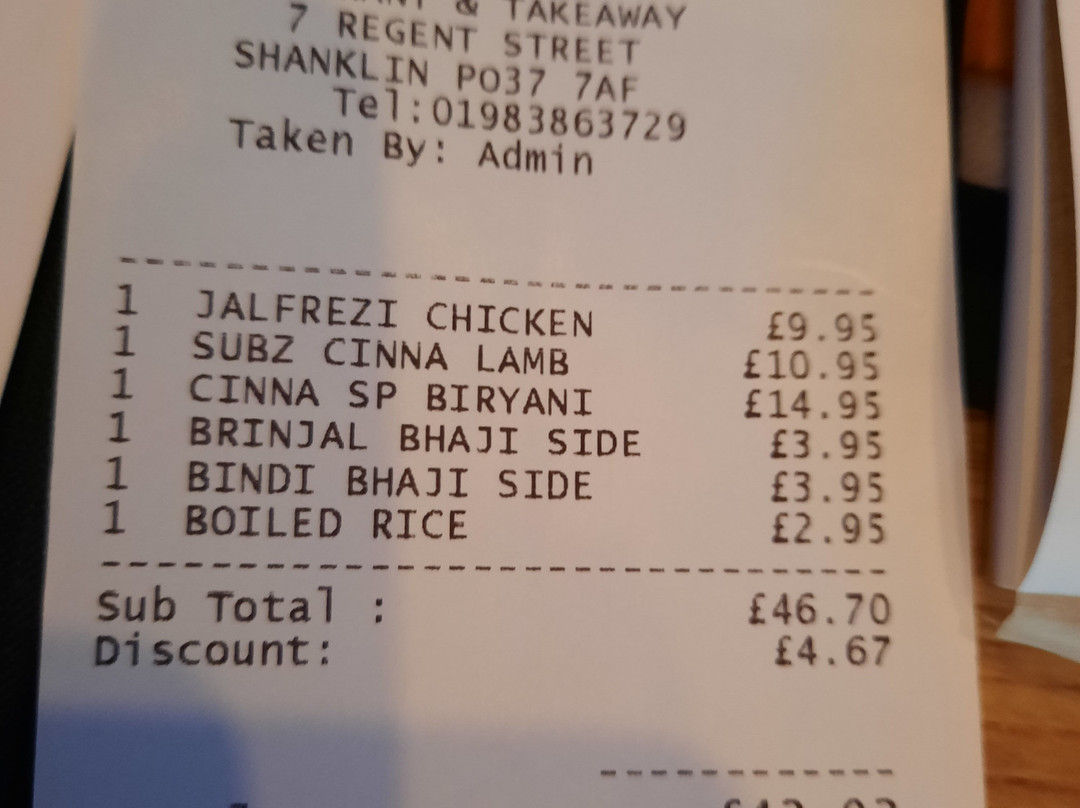 & TAKEAWAY
7 REGENT STREET
SHANKLIN PO37 7AF
Tel:01983863729
Taken By: Admin
1 JALFREZI CHICKEN £9.95
1 SUBZ CINNA LAMB £10.95
1 CINNA SP BIRYANI £14.95
1 BRINJAL BHAJI SIDE £3.95
1 BINDI BHAJI SIDE £3.95
1 BOILED RICE £2.95
Sub Total : £46.70
Discount: £4.67